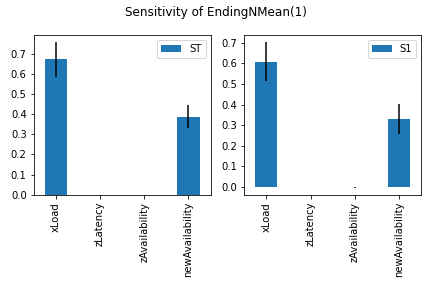 Sensitivity of EndingNMean(1)
ST
0.7
0.6
0.5
0.4
0.3
0.2
0.1
0.0
xLoad
zLatency
zAvailability
newAvailability
S1
0.7
0.6
0.5
0.4
0.3
0.2
0.1
0.0
xLoad
zLatency
zAvailability
newAvailability